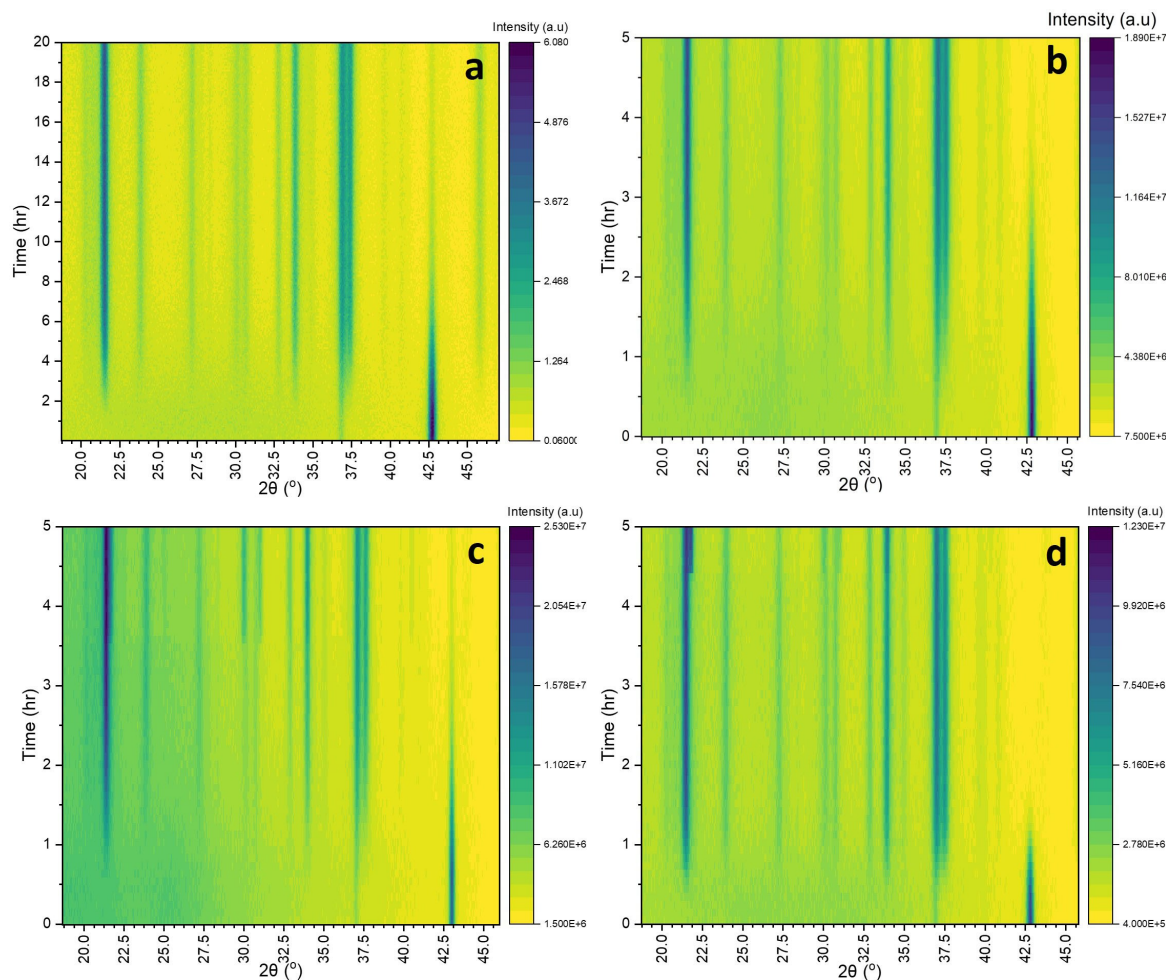 Intensity (a.u)
6.080
4.876
3.672
2.468
1.264
0.0600
a
20
18
16
14
12
10
8
6
4
2
Time (hr)
20.0 22.5 25.0 27.5 30.0 32.5 35.0 37.5 40.0 42.5 45.0
2θ (°)
Intensity (a.u)
1.890E+7
1.527E+7
1.164E+7
8.010E+6
4.380E+6
7.500E+5
b
5
4
3
2
1
0
Time (hr)
20.0 22.5 25.0 27.5 30.0 32.5 35.0 37.5 40.0 42.5 45.0
2θ (°)
Intensity (a.u)
2.530E+7
2.054E+7
1.578E+7
1.102E+7
6.260E+6
1.500E+6
c
5
4
3
2
1
0
Time (hr)
20.0 22.5 25.0 27.5 30.0 32.5 35.0 37.5 40.0 42.5 45.0
2θ (°)
Intensity (a.u)
1.230E+7
9.920E+6
7.540E+6
5.160E+6
2.780E+6
4.000E+5
d
5
4
3
2
1
0
Time (hr)
20.0 22.5 25.0 27.5 30.0 32.5 35.0 37.5 40.0 42.5 45.0
2θ (°)